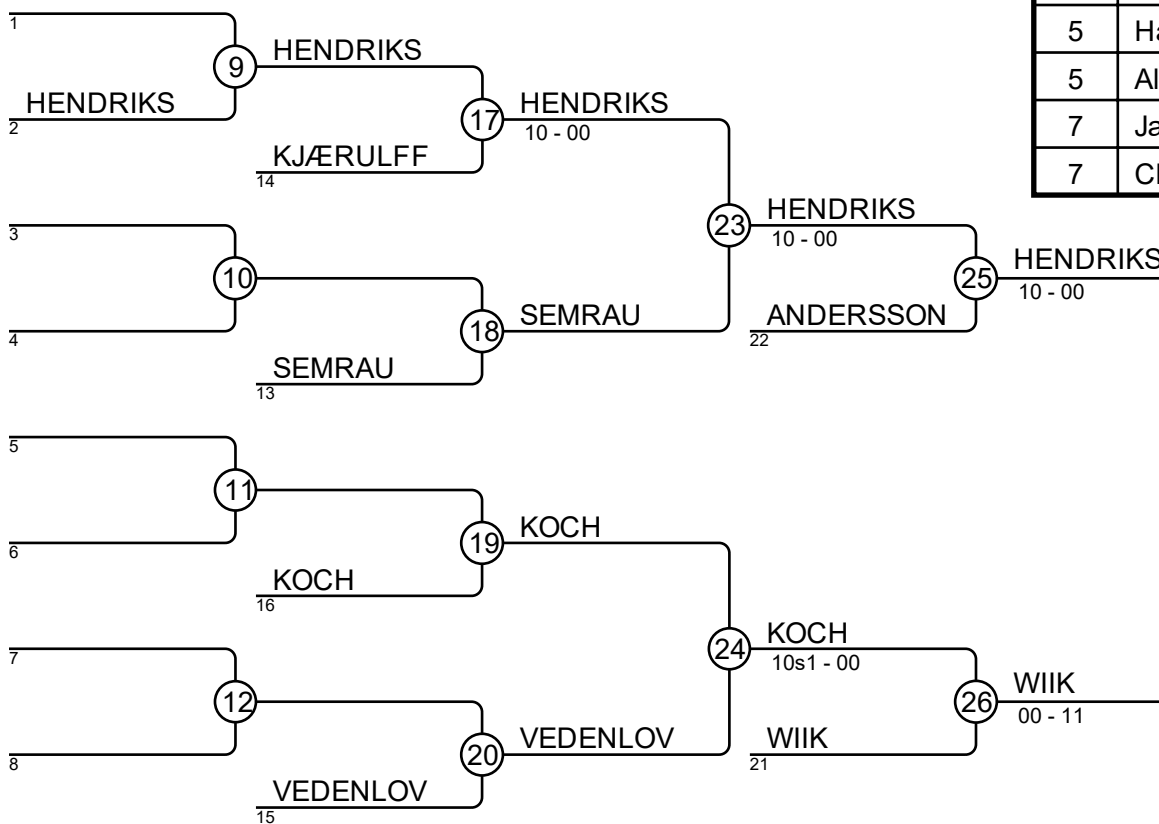 1
9
HENDRIKS
HENDRIKS
2
17
HENDRIKS
10 - 00
KJÆRULFF
14
3
23
HENDRIKS
10 - 00
10
25
HENDRIKS
10 - 00
4
18
SEMRAU
ANDERSSON
22
SEMRAU
13
5
11
19
KOCH
6
KOCH
16
7
24
KOCH
10s1 - 00
12
26
WIIK
00 - 11
8
20
VEDENLOV
WIIK
21
VEDENLOV
15
5
5
7
7